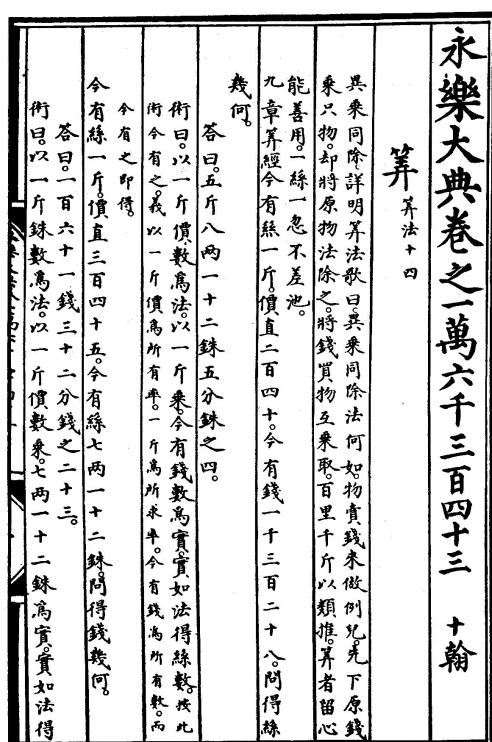 永樂大典卷之一萬六千三百四十三　十翰
筭　筭法十四
異乘同除詳明筭法歌曰。異乘同除法何如。物賣錢來做例兒。先下原錢
乘只物。却將原物法除之。將錢買物互乘取。百里千斤以類推。筭者留心
能善用。一絲一忽不差池。
九章筭經今有絲一斤。價直二百四十。今有錢一千三百二十八。問得絲
幾何。
答曰。五斤八兩一十二銖五分銖之四。
術曰。以一斤價數爲法。以一斤乘今有錢數爲實。實如法得絲數。按此
術今有之義。以一斤價爲所有率。一斤爲所求率。今有錢爲所有數。而
今有之即得。
今有絲一斤。價直三百四十五。今有絲七兩一十二銖。問得錢幾何。
答曰。一百六十一錢三十二分錢之二十三。
術曰。以一斤銖數爲法。以一斤價數乘。七兩一十二銖爲實。實如法得